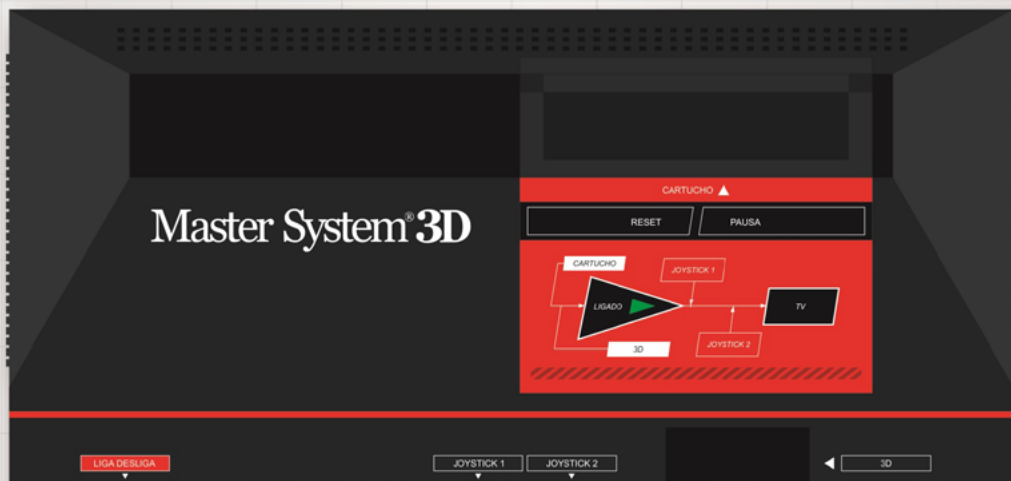 CARTUCHO
Master System® 3D
RESET
PAUSA
CARTUCHO
JOYSTICK 1
LIGADO
TV
3D
JOYSTICK 2
LIGA DESLIGA
JOYSTICK 1
JOYSTICK 2
3D